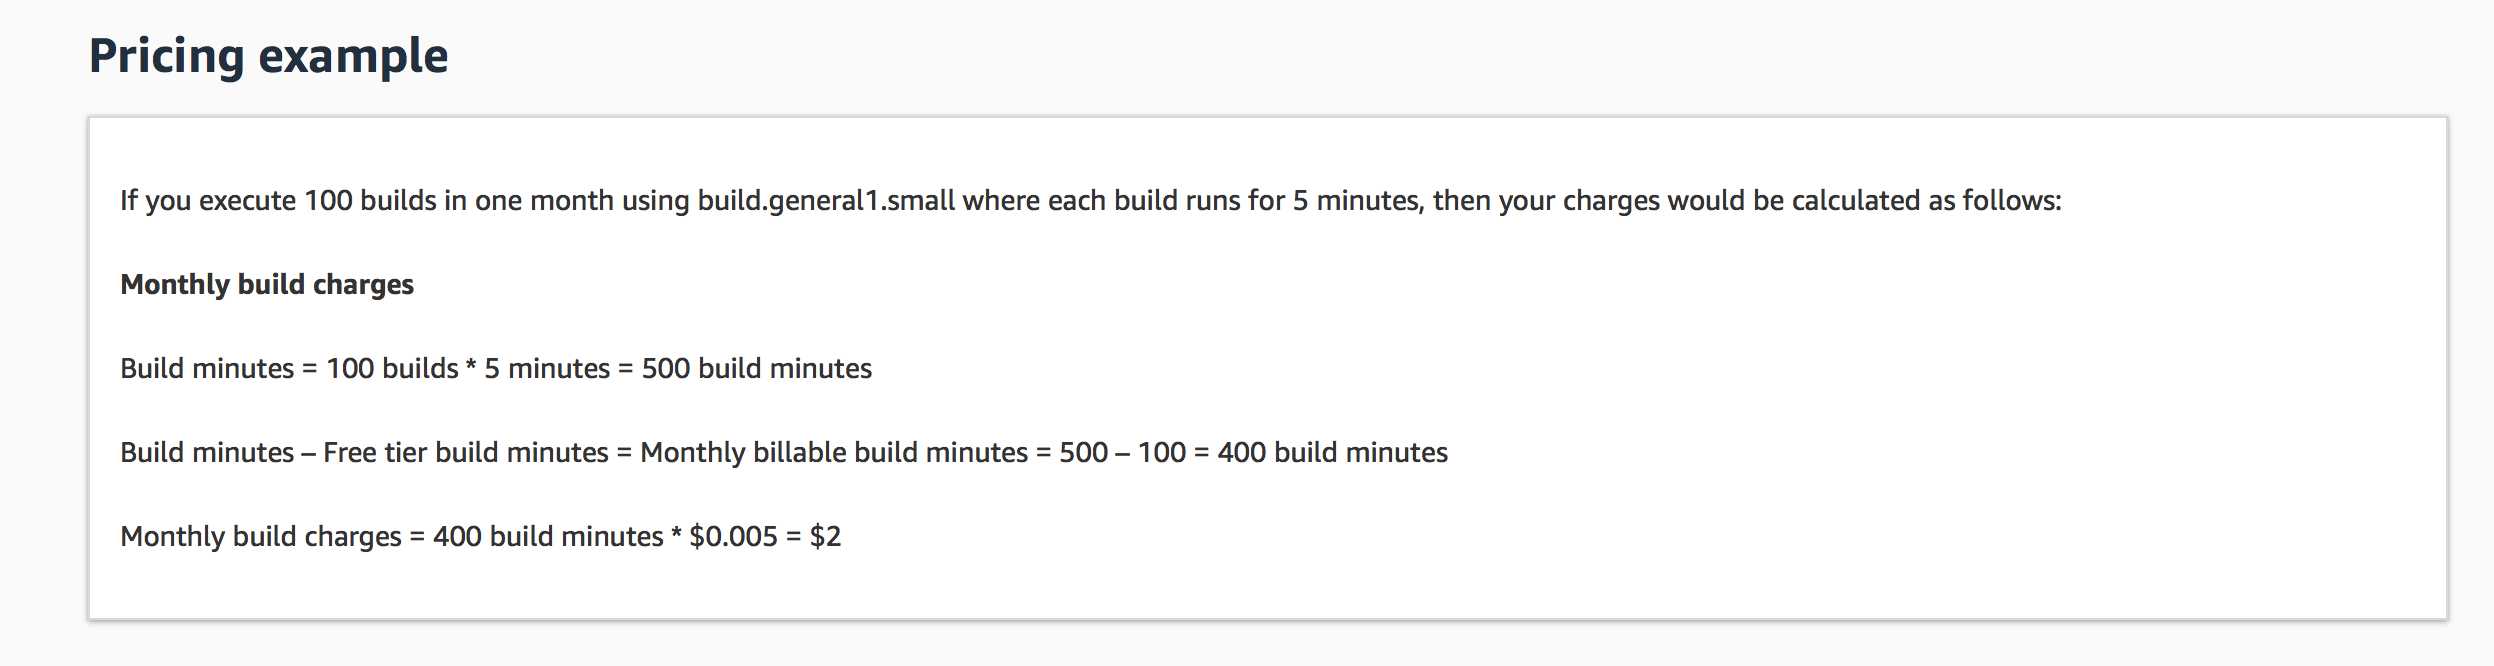 Pricing example
If you execute 100 builds in one month using build.general1.small where each build runs for 5 minutes, then your charges would be calculated as follows:
Monthly build charges
Build minutes = 100 builds * 5 minutes = 500 build minutes
Build minutes – Free tier build minutes = Monthly billable build minutes = 500 – 100 = 400 build minutes
Monthly build charges = 400 build minutes * $0.005 = $2